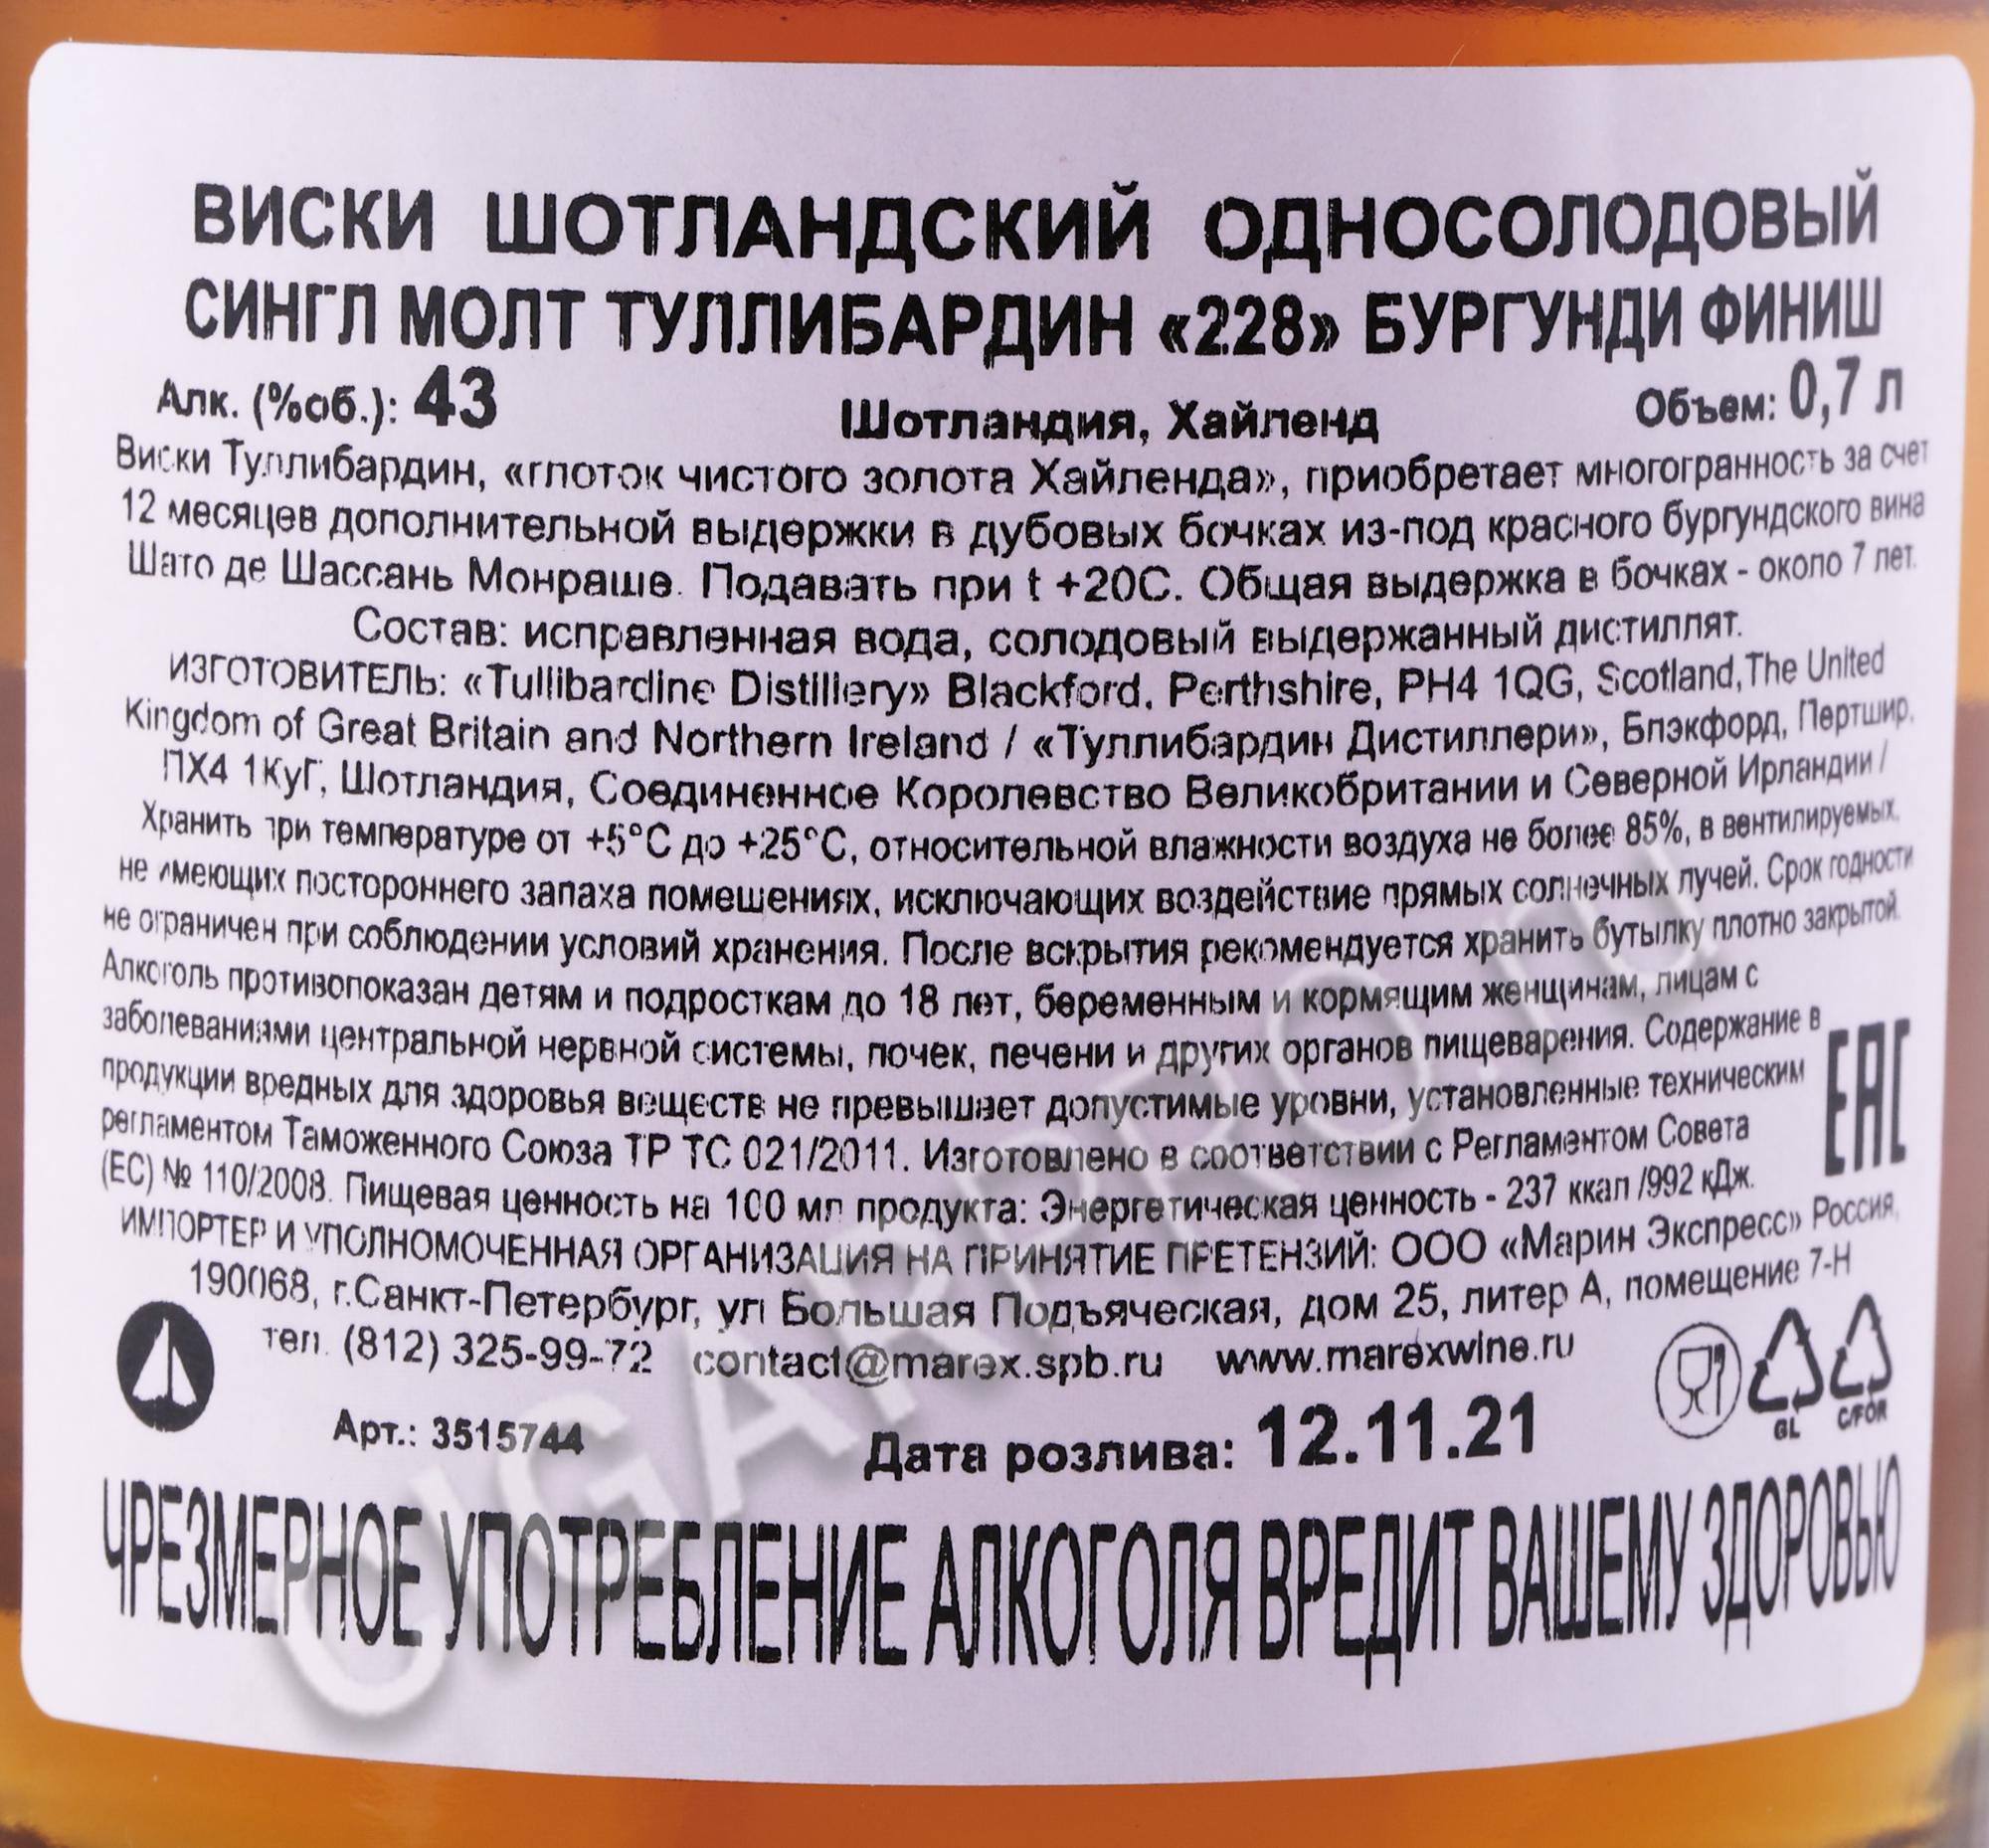 ВИСКИ ШОТЛАНДСКИЙ ОДНОСОЛОДОВЫЙ
СИНГЛ МОЛТ ТУЛЛИБАРДИН «228» БУРГУНДИ ФИНИШ
Алк. (%об.): 43 Шотландия, Хайленд Объем: 0,7 л
Виски Туллибардин, «глоток чистого золота Хайленда», приобретает многогранность за счет
12 месяцев дополнительной выдержки в дубовых бочках из-под красного бургундского вина
Шато де Шассань Монраше. Подавать при t +20С. Общая выдержка в бочках - около 7 лет.
Состав: исправленная вода, солодовый выдержанный дистиллят.
ИЗГОТОВИТЕЛЬ: «Tullibardine Distillery» Blackford, Perthshire, PH4 1QG, Scotland,The United
Kingdom of Great Britain and Northern Ireland / «Туллибардин Дистиллери», Блэкфорд, Пертшир,
ПХ4 1КуГ, Шотландия, Соединенное Королевство Великобритании и Северной Ирландии /
Хранить при температуре от +5°С до +25°С, относительной влажности воздуха не более 85%, в вентилируемых,
не имеющих постороннего запаха помещениях, исключающих воздействие прямых солнечных лучей. Срок годности
не ограничен при соблюдении условий хранения. После вскрытия рекомендуется хранить бутылку плотно закрытой.
Алкоголь противопоказан детям и подросткам до 18 лет, беременным и кормящим женщинам, лицам с
заболеваниями центральной нервной системы, почек, печени и других органов пищеварения. Содержание в
продукции вредных для здоровья веществ не превышает допустимые уровни, установленные техническим
регламентом Таможенного Союза ТР ТС 021/2011. Изготовлено в соответствии с Регламентом Совета
(ЕС) № 110/2008. Пищевая ценность на 100 мл продукта: Энергетическая ценность - 237 ккал /992 кДж.
EAC
ИМПОРТЕР И УПОЛНОМОЧЕННАЯ ОРГАНИЗАЦИЯ НА ПРИНЯТИЕ ПРЕТЕНЗИЙ: ООО «Марин Экспресс» Россия,
190068, г.Санкт-Петербург, ул Большая Подъяческая, дом 25, литер А, помещение 7-Н
тел. (812) 325-99-72 contact@marex.spb.ru www.marexwine.ru
GL C/FOR
Арт.: 3515744 Дата розлива: 12.11.21
ЧРЕЗМЕРНОЕ УПОТРЕБЛЕНИЕ АЛКОГОЛЯ ВРЕДИТ ВАШЕМУ ЗДОРОВЬЮ
CIGARPRO.ru